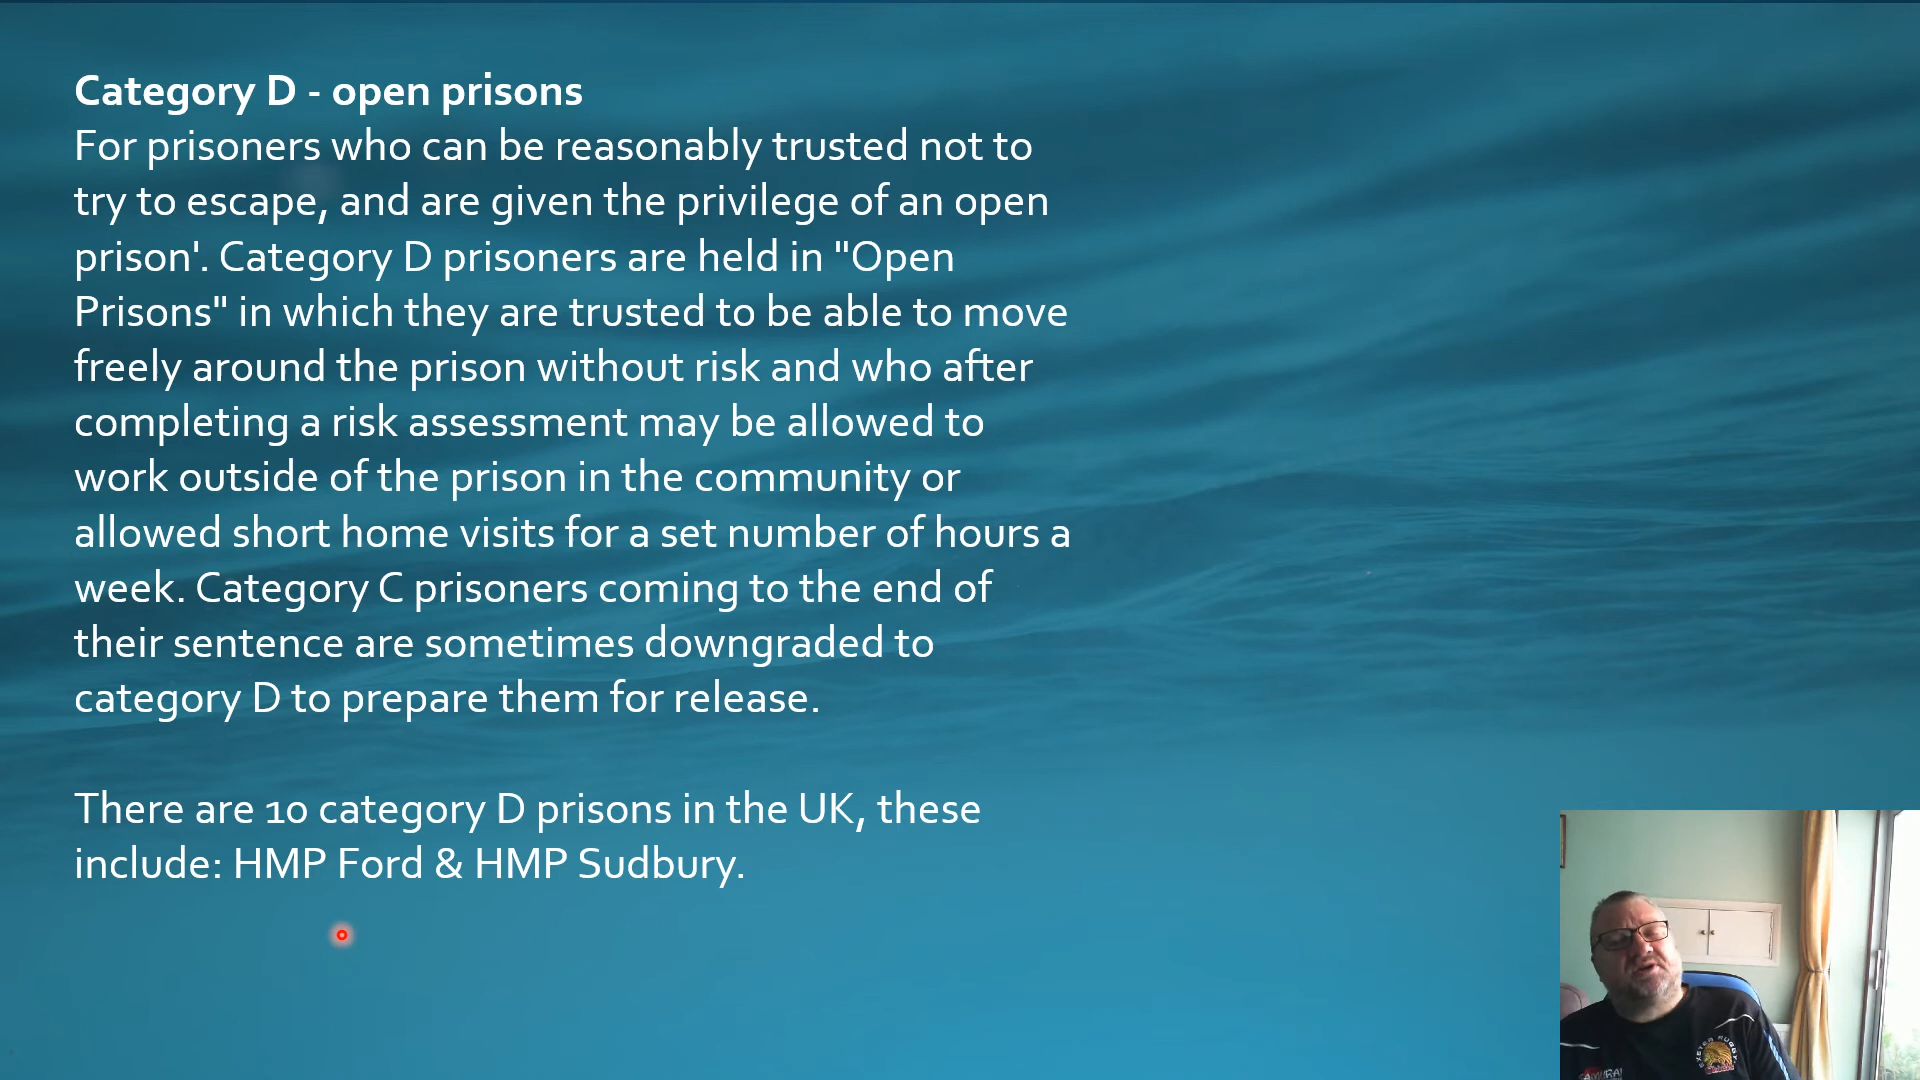 Category D - open prisons
For prisoners who can be reasonably trusted not to
try to escape, and are given the privilege of an open
prison'. Category D prisoners are held in "Open
Prisons" in which they are trusted to be able to move
freely around the prison without risk and who after
completing a risk assessment may be allowed to
work outside of the prison in the community or
allowed short home visits for a set number of hours a
week. Category C prisoners coming to the end of
their sentence are sometimes downgraded to
category D to prepare them for release.
There are 10 category D prisons in the UK, these
include: HMP Ford & HMP Sudbury.
EXETER RUGBY
SAMURAI